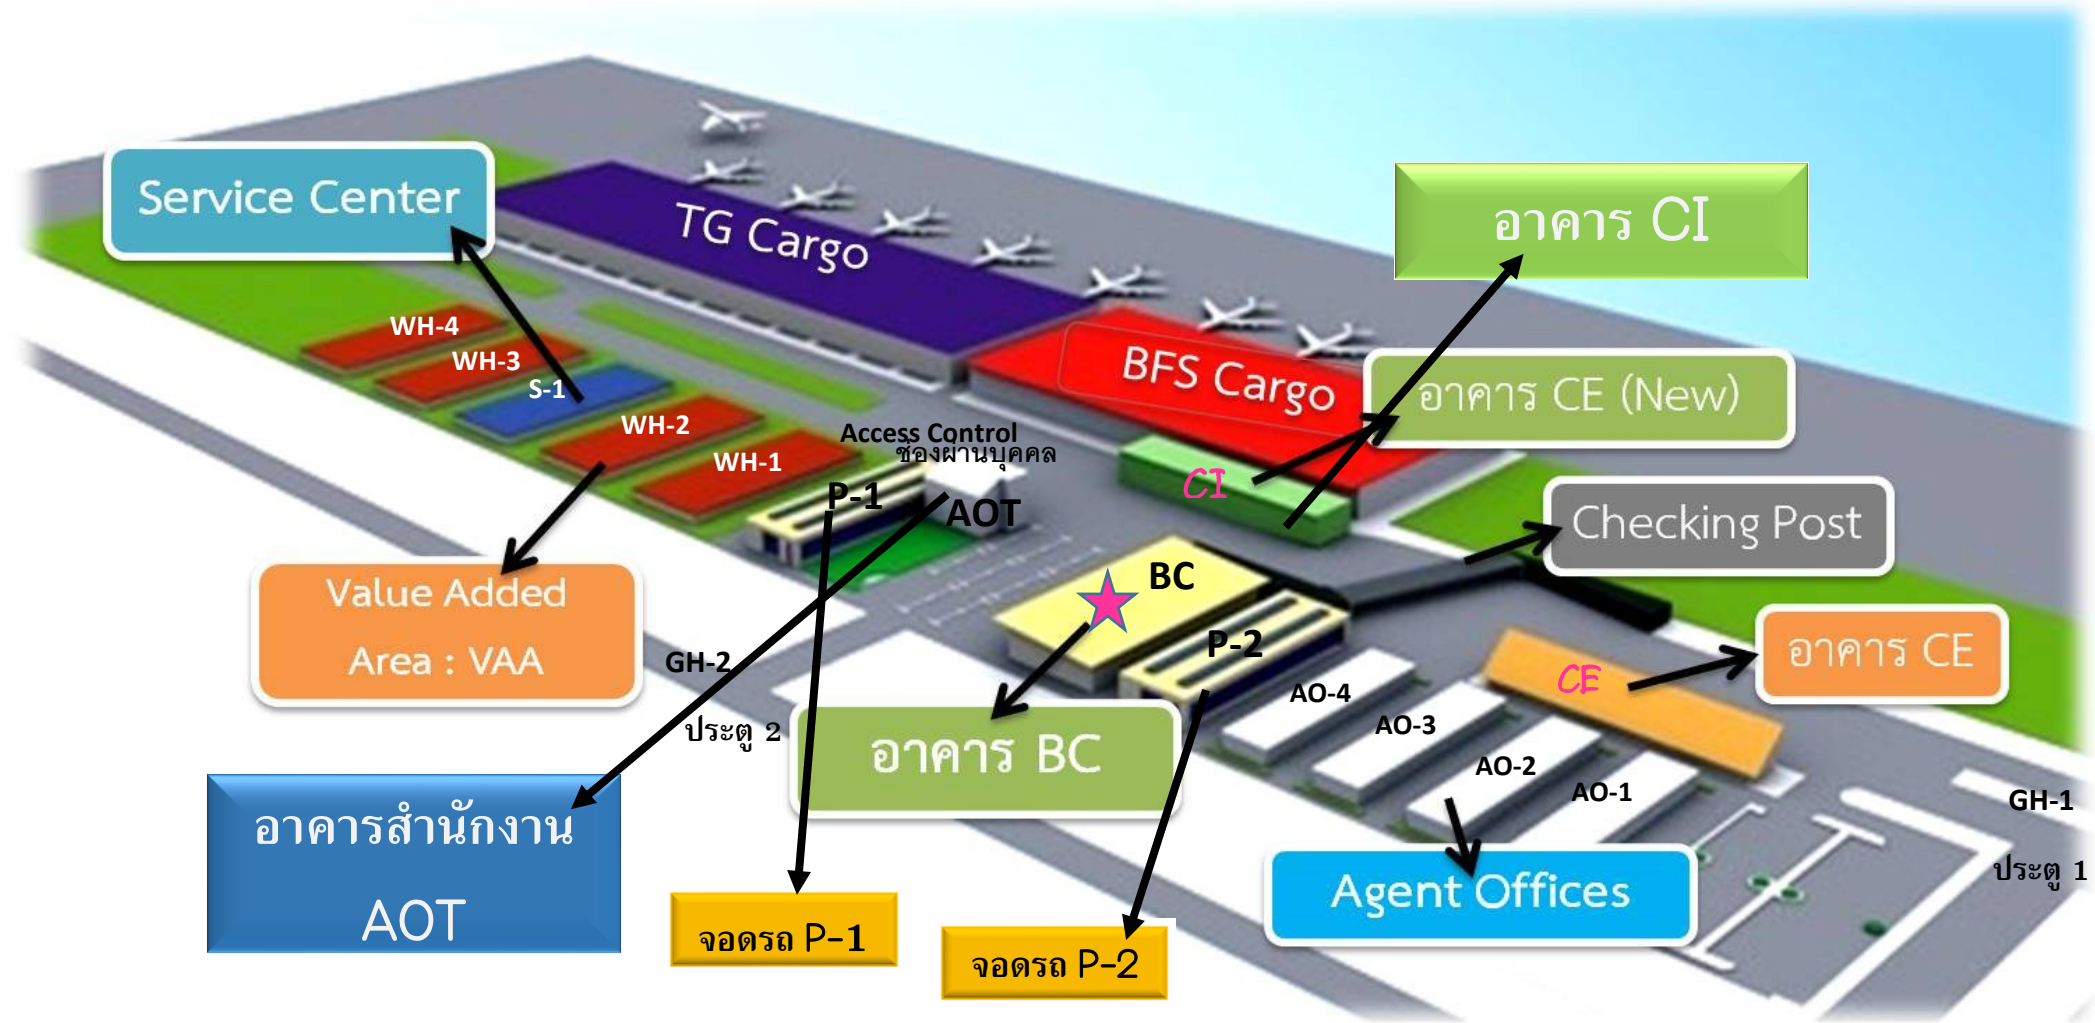 Service Center
TG Cargo
อาคาร CI
BFS Cargo
อาคาร CE (New)
WH-4
WH-3
S-1
WH-2
WH-1
Access Control
ช่องผ่านบุคคล
P-1
AOT
CI
Checking Post
Value Added
Area : VAA
BC
P-2
GH-2
ประตู 2
CE
อาคาร CE
AO-4
AO-3
AO-2
AO-1
อาคาร BC
GH-1
ประตู 1
อาคารสำนักงาน
AOT
จอดรถ P-1
จอดรถ P-2
Agent Offices